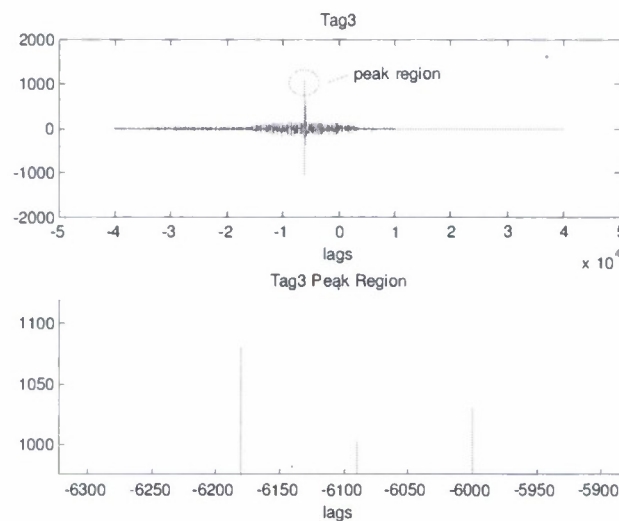 Tag3
2000
1000
0
-1000
-2000
peak region
-5 -4 -3 -2 -1 0 1 2 3 4 5
lags
x 10^4
Tag3 Peak Region
1100
1050
1000
-6300 -6250 -6200 -6150 -6100 -6050 -6000 -5950 -5900
lags